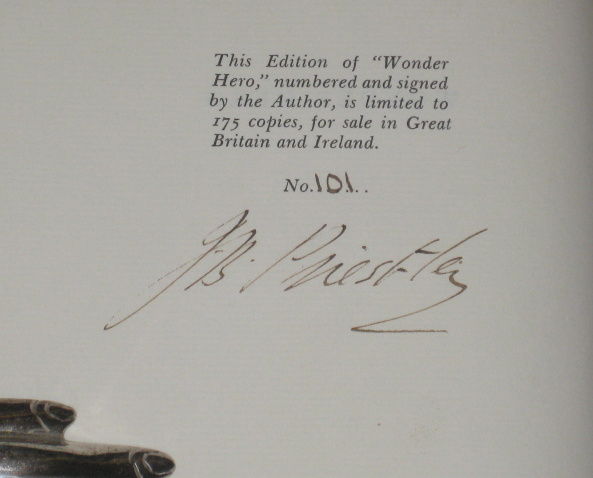 This Edition of “Wonder
Hero,” numbered and signed
by the Author, is limited to
175 copies, for sale in Great
Britain and Ireland.
No.101..
J.B. Priestley